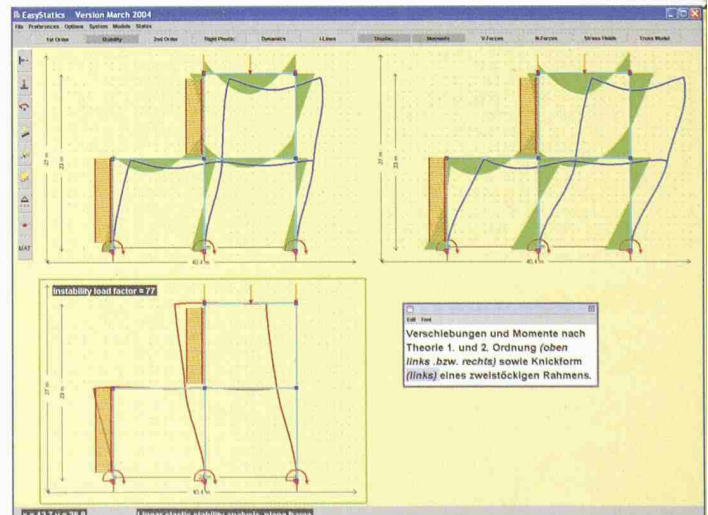 EasyStatics Version March 2004
File Preferences Options System Models States
1st Order Stability 2nd Order Rigid Plastic Dynamics I-Lines Displac. Moments V-Forces N-Forces Stress Fields Truss Model
27 m
23 m
40.4 m
27 m
23 m
40.4 m
MAT
Instability load factor = 77
27 m
23 m
40.4 m
Edit Font
Verschiebungen und Momente nach
Theorie 1. und 2. Ordnung (oben
links .bzw. rechts) sowie Knickform
(links) eines zweistöckigen Rahmens.
Linear elastic stability analysis, plane frame